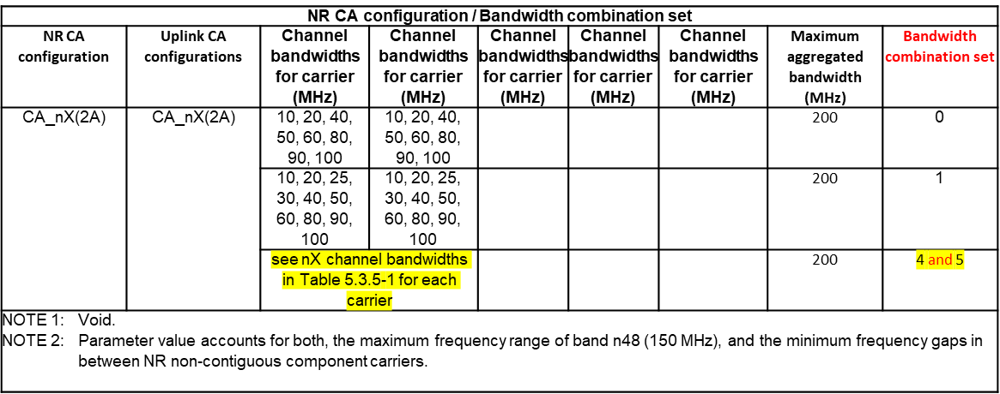 NR CA configuration / Bandwidth combination set
NR CA configuration
Uplink CA configurations
Channel bandwidths for carrier (MHz)
Channel bandwidths for carrier (MHz)
Channel bandwidths for carrier (MHz)
Channel bandwidths for carrier (MHz)
Channel bandwidths for carrier (MHz)
Maximum aggregated bandwidth (MHz)
Bandwidth combination set
CA_nX(2A)
CA_nX(2A)
10, 20, 40,
50, 60, 80,
90, 100
10, 20, 40,
50, 60, 80,
90, 100
200
0
10, 20, 25,
30, 40, 50,
60, 80, 90,
100
10, 20, 25,
30, 40, 50,
60, 80, 90,
100
200
1
see nX channel bandwidths
in Table 5.3.5-1 for each
carrier
200
4 and 5
NOTE 1: Void.
NOTE 2: Parameter value accounts for both, the maximum frequency range of band n48 (150 MHz), and the minimum frequency gaps in
between NR non-contiguous component carriers.